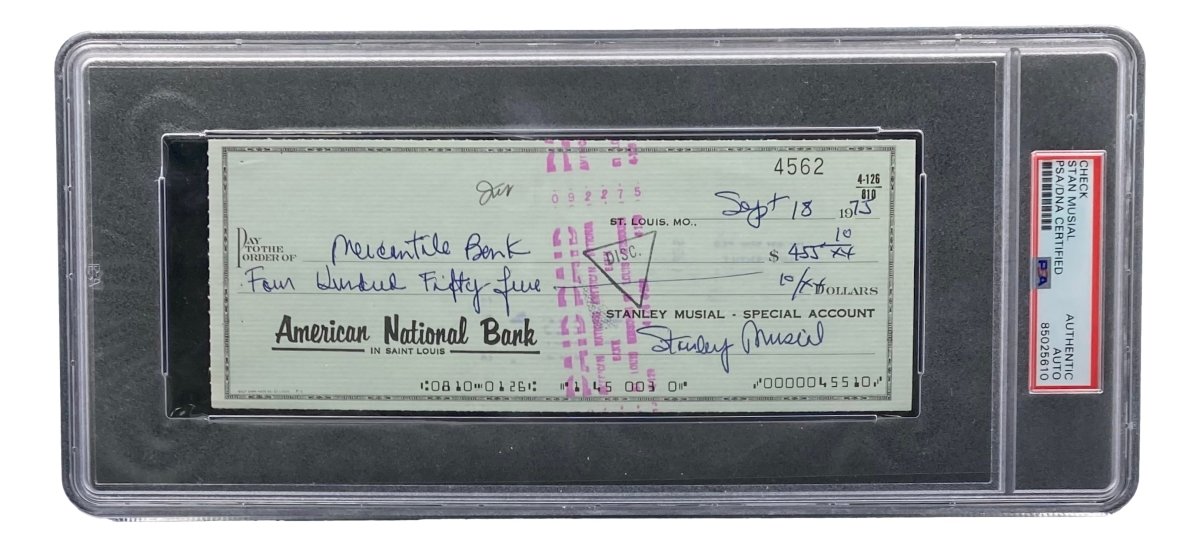 4562
4-126
810
ST. LOUIS, MO., Sept 18 1975
PAY TO THE ORDER OF Mercantile Bank $ 455 10/XX
Four Hundred Fifty five 10/XX DOLLARS
DISC.
092275
STANLEY MUSIAL - SPECIAL ACCOUNT
American National Bank
IN SAINT LOUIS
Stanley Musial
⑆0810⑉0126⑆ ⑈145 003 0⑈ ⑈0000045510⑈
CHECK
STAN MUSIAL
PSA/DNA CERTIFIED
PSA
AUTHENTIC
AUTO
85025610